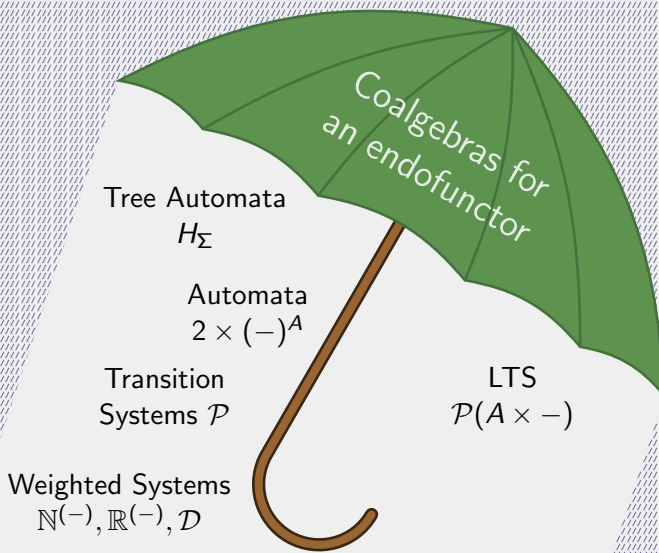 Coalgebras for
an endofunctor
Tree Automata
H_Σ
Automata
2 × (−)^A
Transition
Systems 𝒫
LTS
𝒫(A × −)
Weighted Systems
ℕ^(−), ℝ^(−), 𝒟